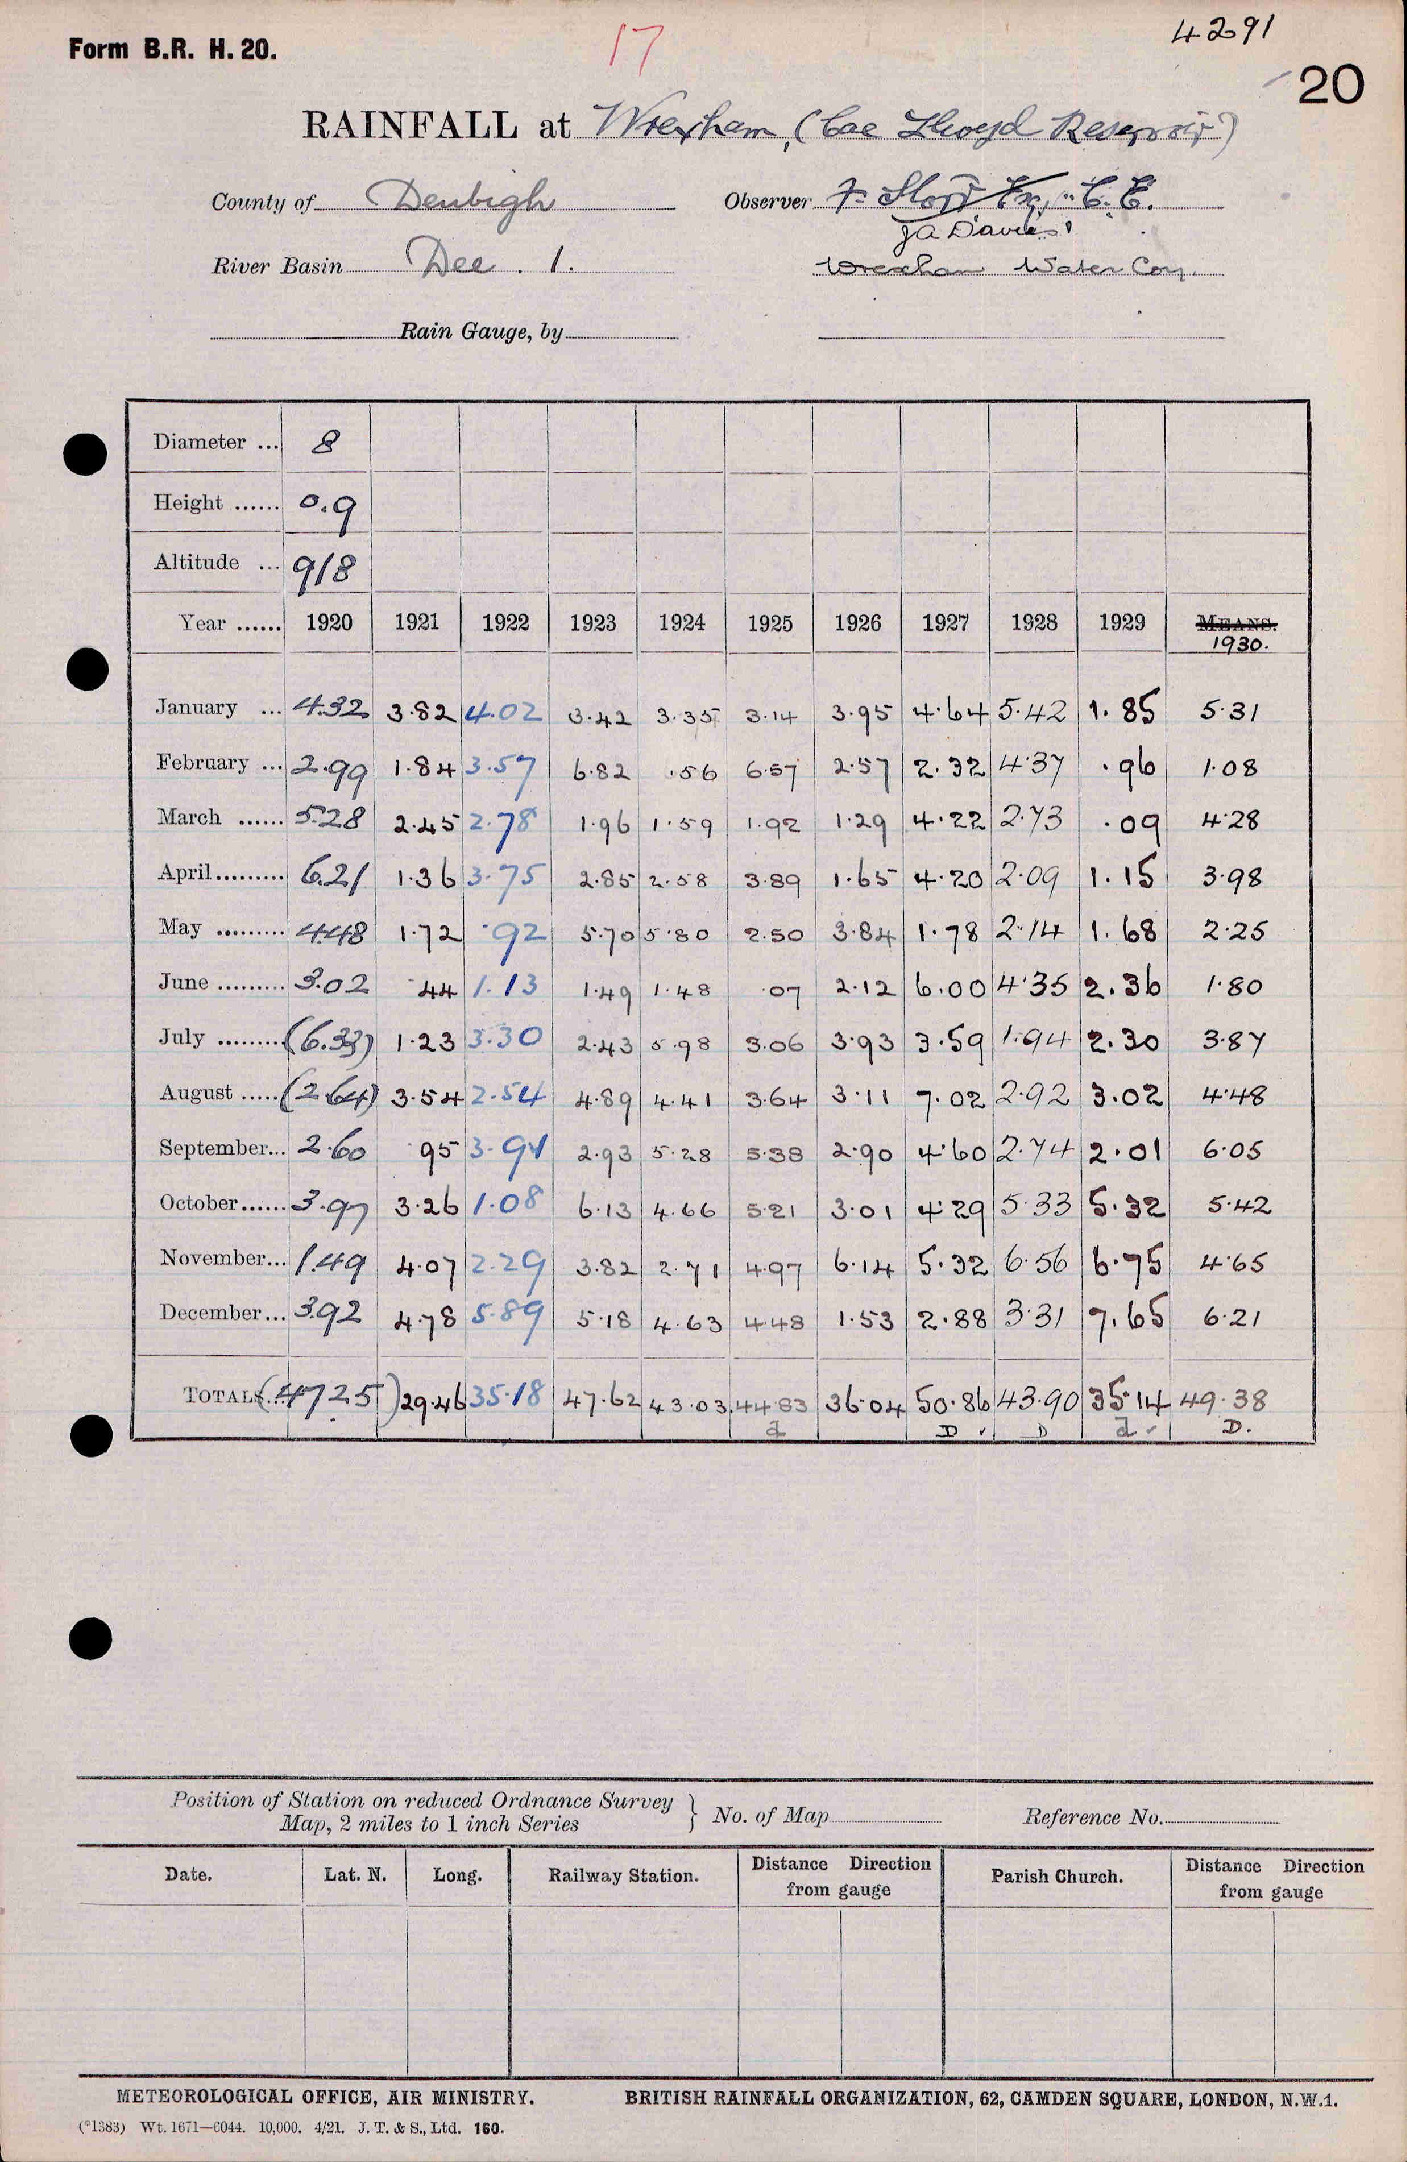 Form B.R. H. 20.
17
4291
20
RAINFALL at Wrexham, (Cae Llwyd Reservoir)
County of Denbigh Observer F. Storr Esq., C.E.
J A Davies
River Basin Dee . 1. Wrexham Water Coy.
Rain Gauge, by
Diameter ... 8
Height ...... 0.9
Altitude ... 918
Year ...... 1920 1921 1922 1923 1924 1925 1926 1927 1928 1929 MEANS.
1930.
January ... 4.32 3.82 4.02 3.42 3.35 3.14 3.95 4.64 5.42 1.85 5.31
February ... 2.99 1.84 3.57 6.82 .56 6.57 2.57 2.32 4.37 .96 1.08
March ...... 5.28 2.45 2.78 1.96 1.59 1.92 1.29 4.22 2.73 .09 4.28
April ......... 6.21 1.36 3.75 2.85 2.58 3.89 1.65 4.20 2.09 1.15 3.98
May ......... 4.48 1.72 .92 5.70 5.80 2.50 3.84 1.78 2.14 1.68 2.25
June ......... 3.02 .44 1.13 1.49 1.48 .07 2.12 6.00 4.35 2.36 1.80
July ......... (6.33) 1.23 3.30 2.43 5.98 3.06 3.93 3.59 1.94 2.30 3.87
August ..... (2.64) 3.54 2.54 4.89 4.41 3.64 3.11 7.02 2.92 3.02 4.48
September... 2.60 .95 3.91 2.93 5.28 5.38 2.90 4.60 2.74 2.01 6.05
October...... 3.97 3.26 1.08 6.13 4.66 5.21 3.01 4.29 5.33 5.32 5.42
November... 1.49 4.07 2.29 3.82 2.71 4.97 6.14 5.32 6.56 6.75 4.65
December... 3.92 4.78 5.89 5.18 4.63 4.48 1.53 2.88 3.31 7.65 6.21
TOTALS... (47.25) 29.46 35.18 47.62 43.03 44.83 36.04 50.86 43.90 35.14 49.38
d D ✓ D d ✓ D.
Position of Station on reduced Ordnance Survey
Map, 2 miles to 1 inch Series } No. of Map Reference No.
Date. Lat. N. Long. Railway Station. Distance Direction
from gauge Parish Church. Distance Direction
from gauge
METEOROLOGICAL OFFICE, AIR MINISTRY. BRITISH RAINFALL ORGANIZATION, 62, CAMDEN SQUARE, LONDON, N.W.1.
(*1383) Wt. 1671—C044. 10,000. 4/21. J. T. & S., Ltd. 160.